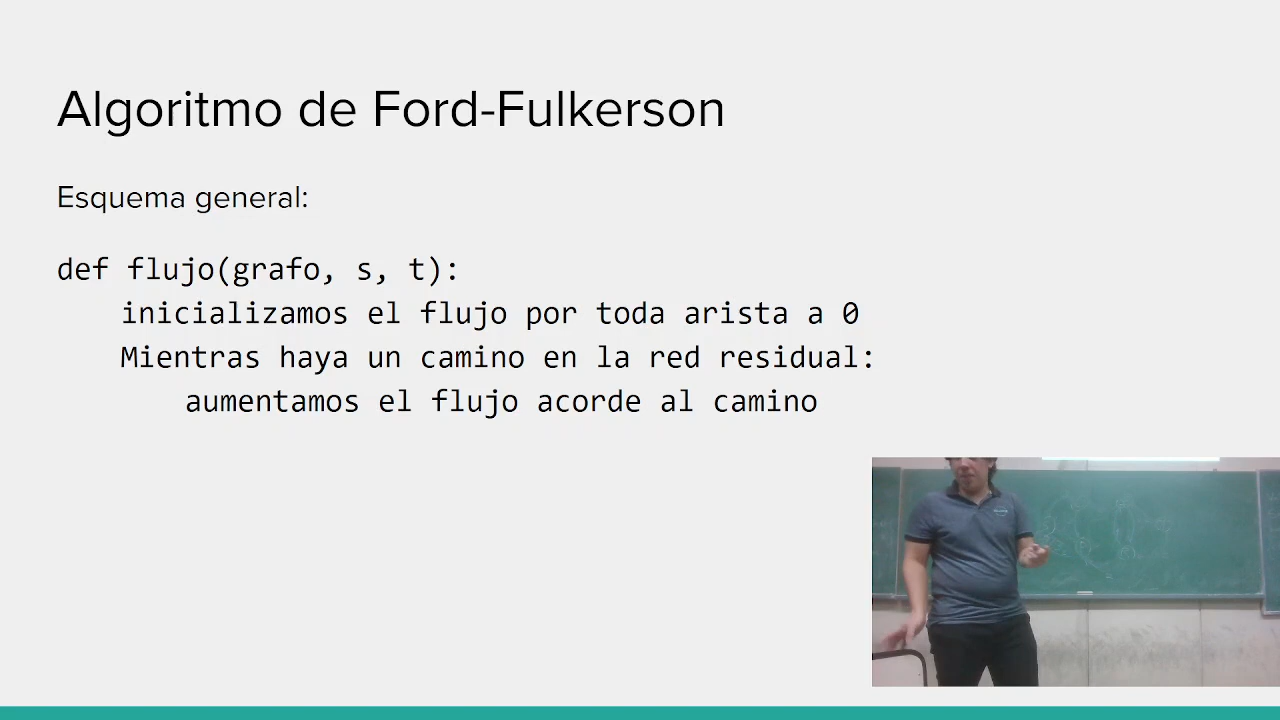 Algoritmo de Ford-Fulkerson
Esquema general:
def flujo(grafo, s, t):
inicializamos el flujo por toda arista a 0
Mientras haya un camino en la red residual:
aumentamos el flujo acorde al camino